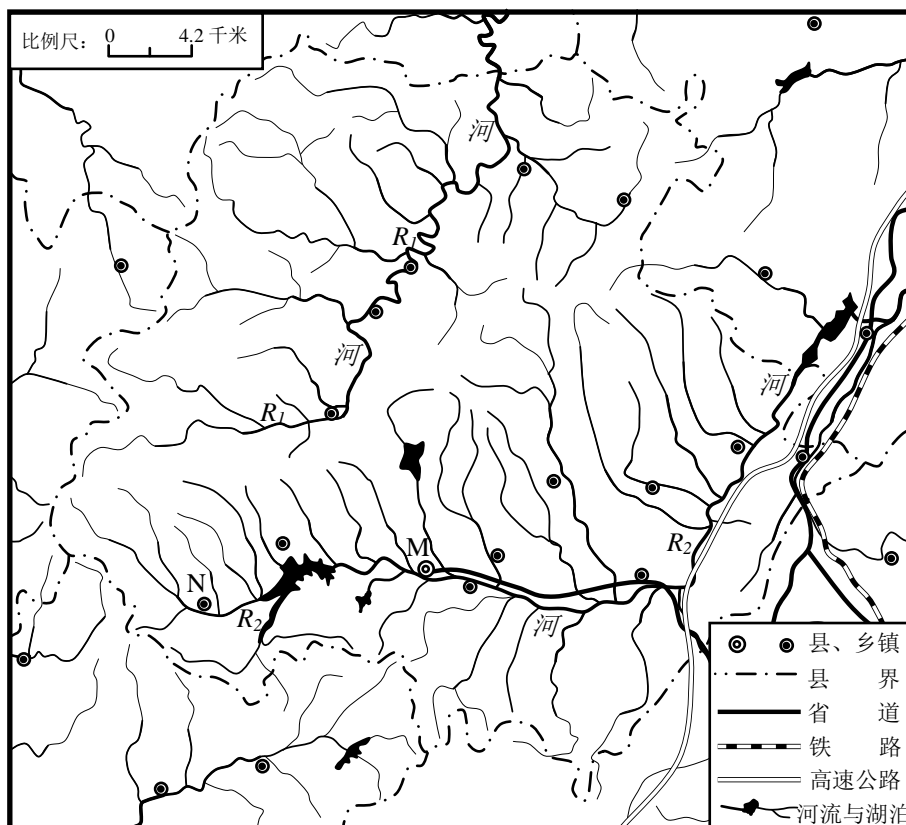 比例尺： 0 4.2 千米
河
R₁
河
河
R₁
M
N
R₂
R₂
河
县、乡镇
县 界
省 道
铁 路
高速公路
河流与湖泊